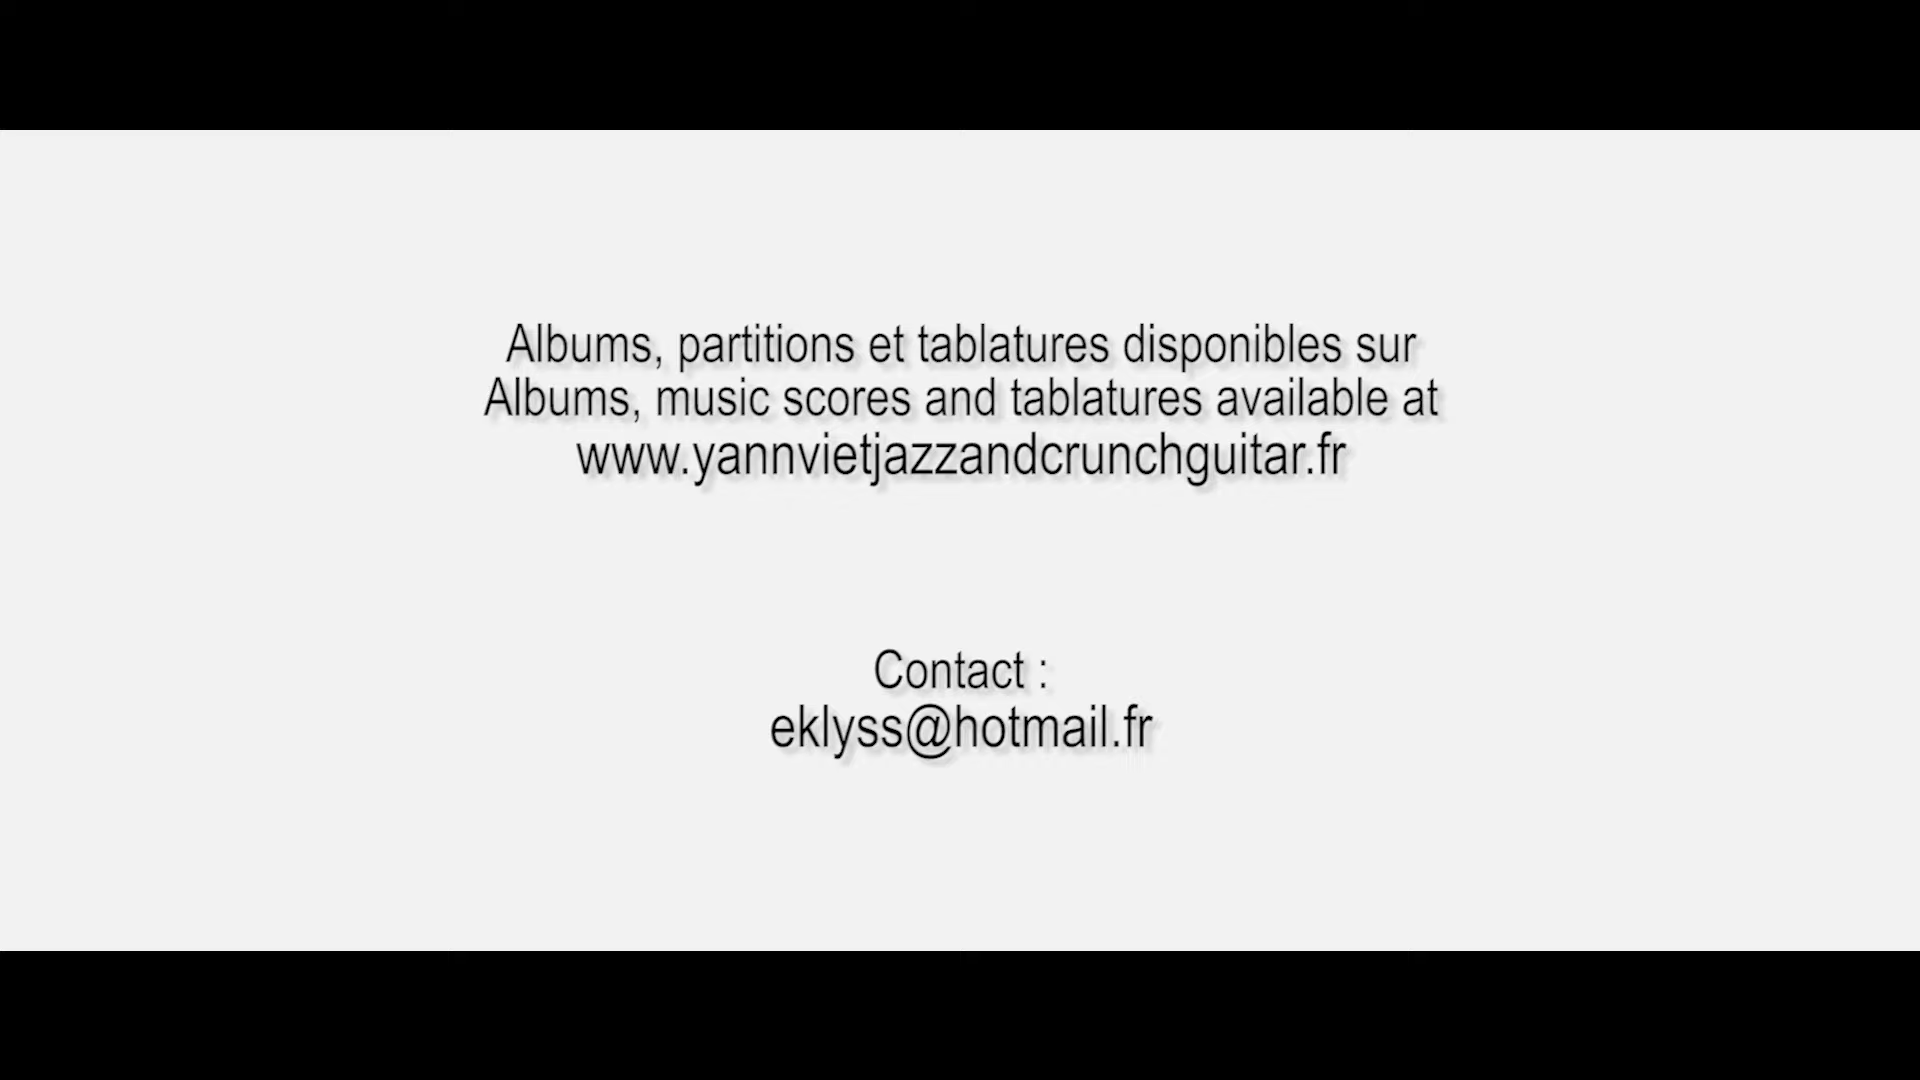 Albums, partitions et tablatures disponibles sur
Albums, music scores and tablatures available at
www.yannvietjazzandcrunchguitar.fr
Contact :
eklyss@hotmail.fr